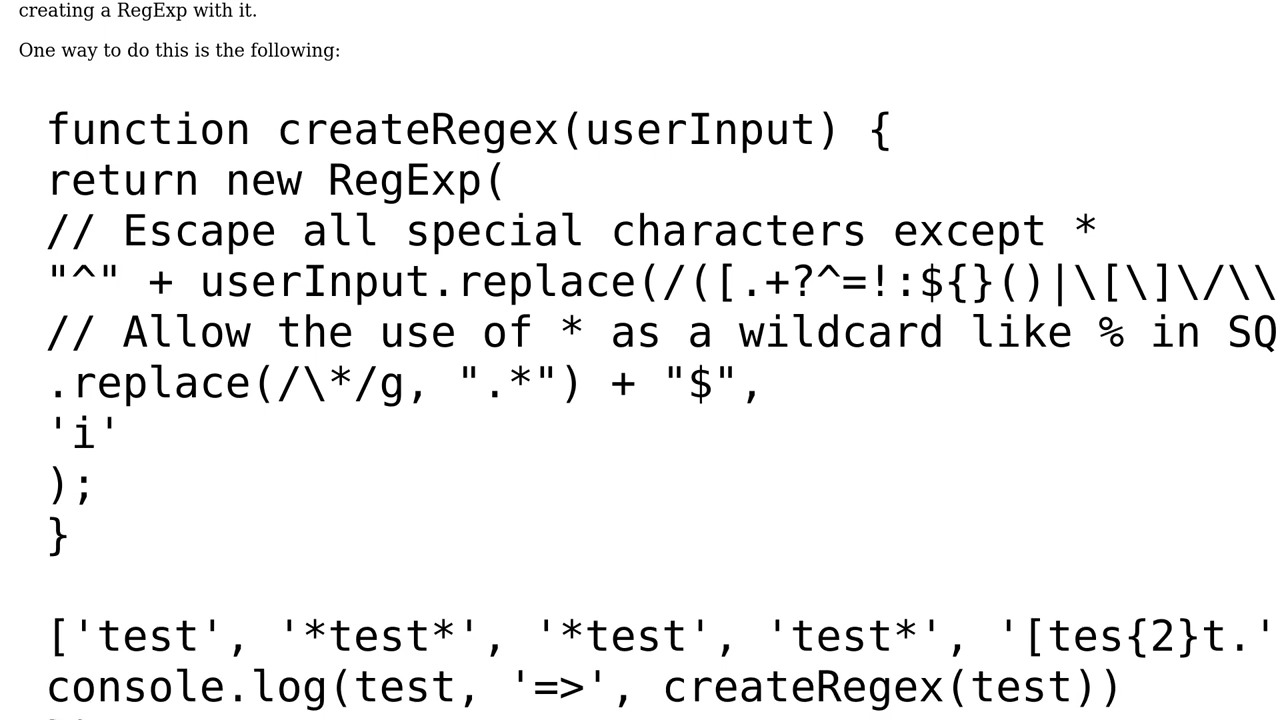 creating a RegExp with it.
One way to do this is the following:
function createRegex(userInput) {
return new RegExp(
// Escape all special characters except *
"^" + userInput.replace(/([.+?^=!:${}()|\[\]\/\\
// Allow the use of * as a wildcard like % in SQ
.replace(/\*/g, ".*") + "$",
'i'
);
}
['test', '*test*', '*test', 'test*', '[tes{2}t.'
console.log(test, '=>', createRegex(test))